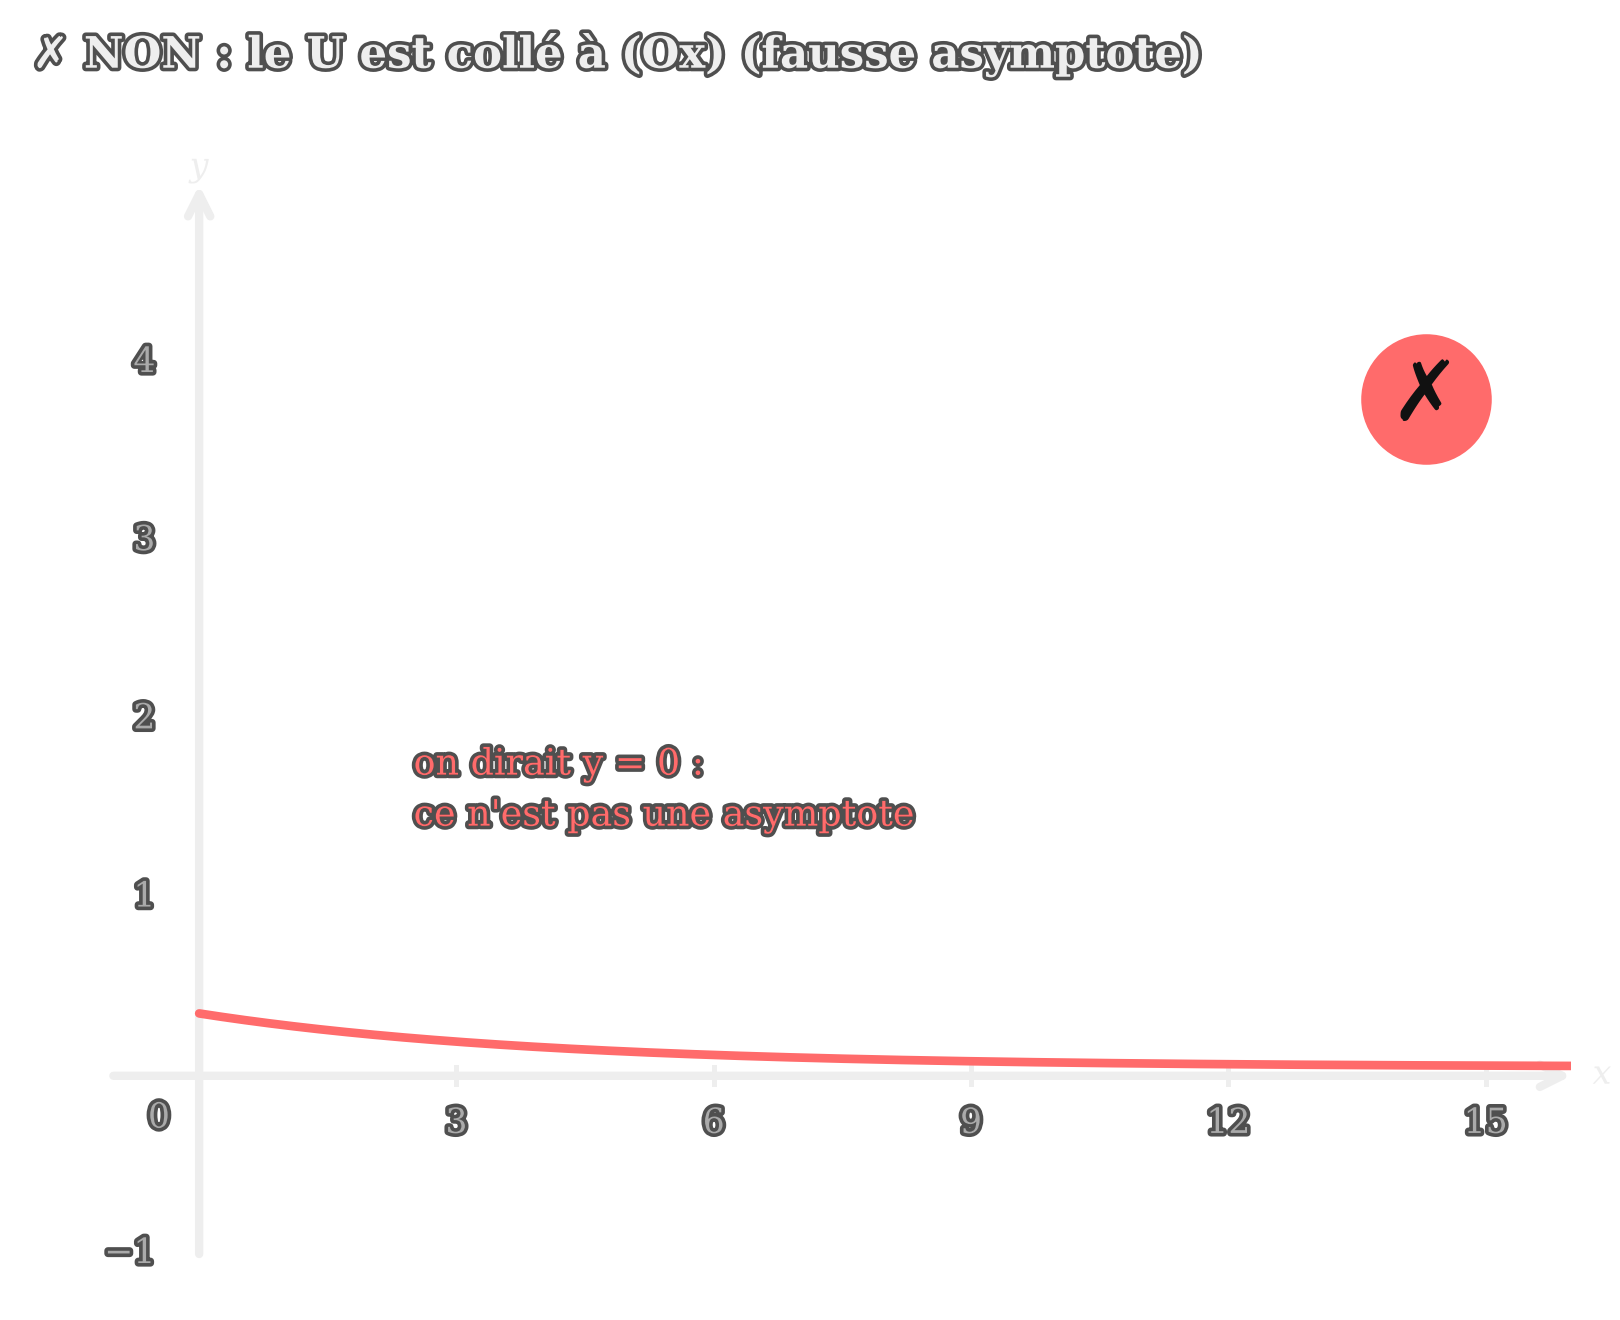 ✗ NON : le U est collé à (Ox) (fausse asymptote)
y
4
3
2
on dirait y = 0 :
ce n'est pas une asymptote
1
x
0 3 6 9 12 15
−1
✗